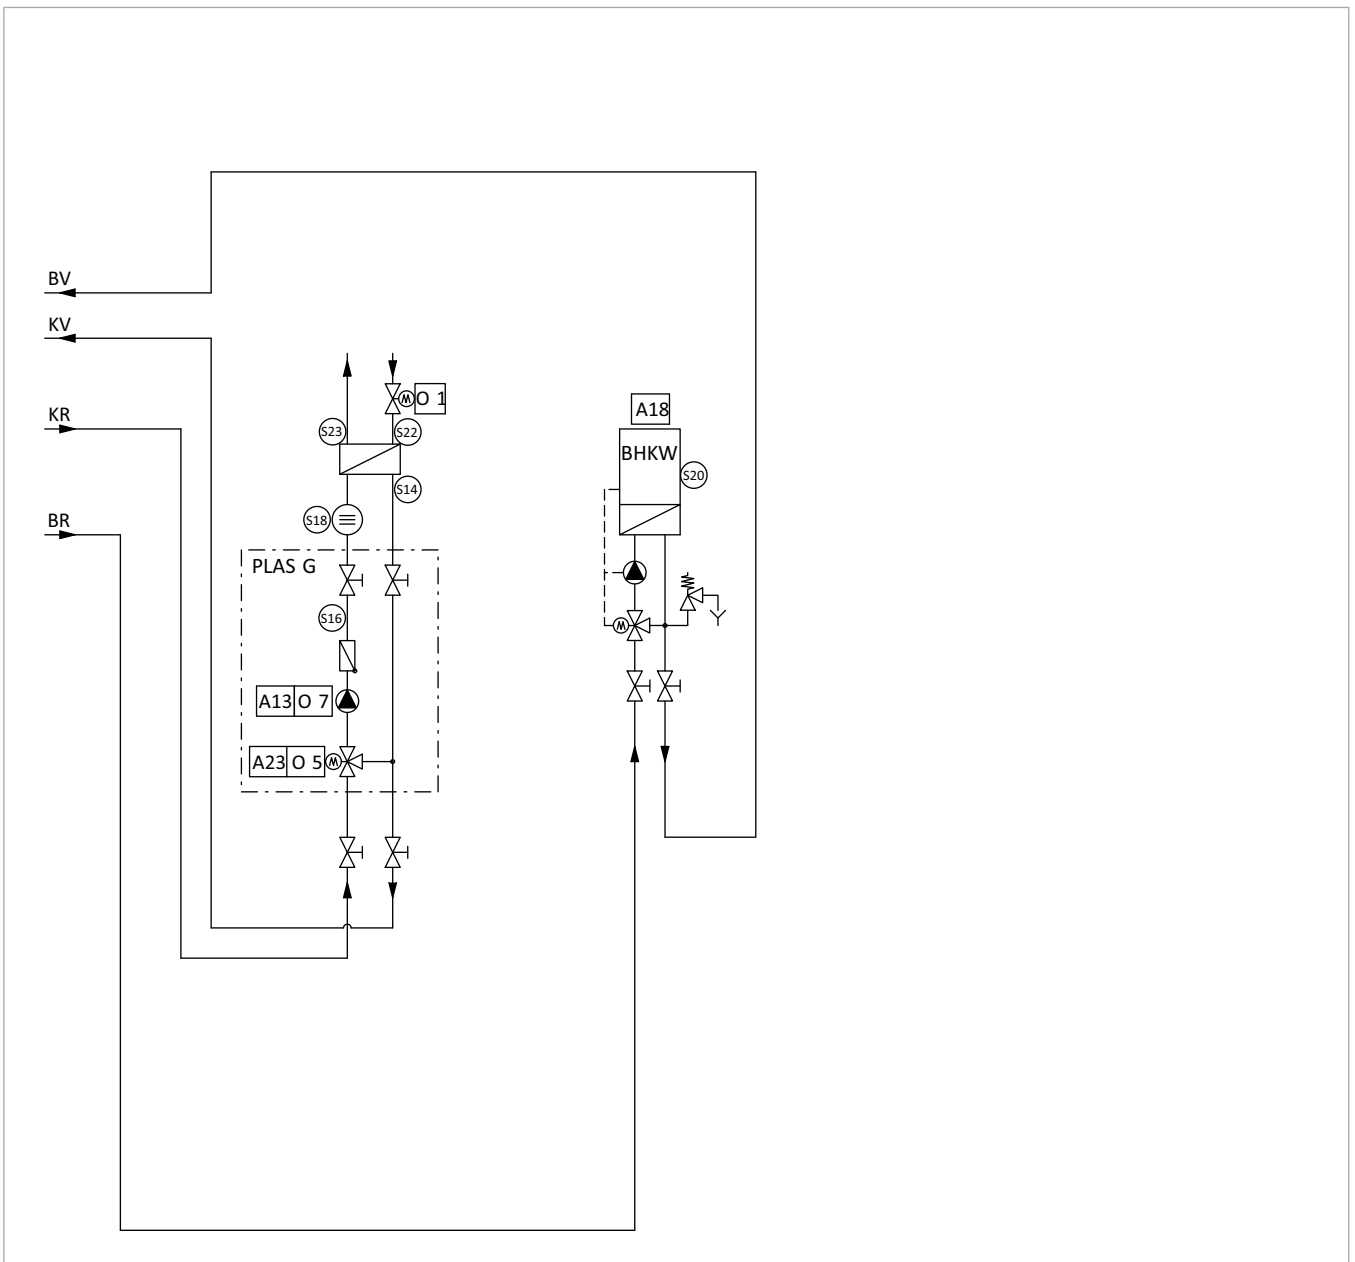 BV
KV
O 1
A18
KR
S23
S22
BHKW
S20
S14
S18
BR
PLAS G
S16
A13 O 7
A23 O 5